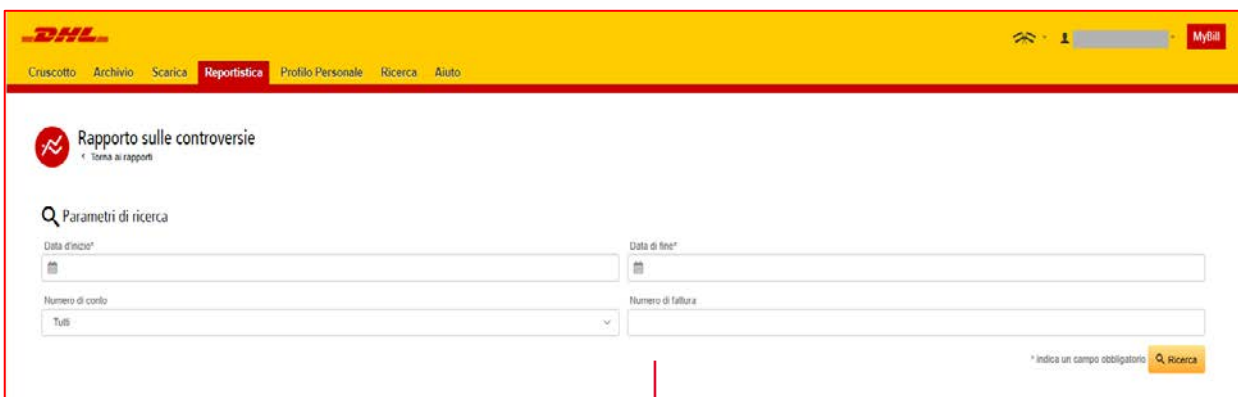 DHL
MyBill
Cruscotto Archivio Scarica Reportistica Profilo Personale Ricerca Aiuto
Rapporto sulle controversie
< Torna ai rapporti
Parametri di ricerca
Data d'inizio* Data di fine*
Numero di conto Numero di fattura
Tutti
* Indica un campo obbligatorio Ricerca